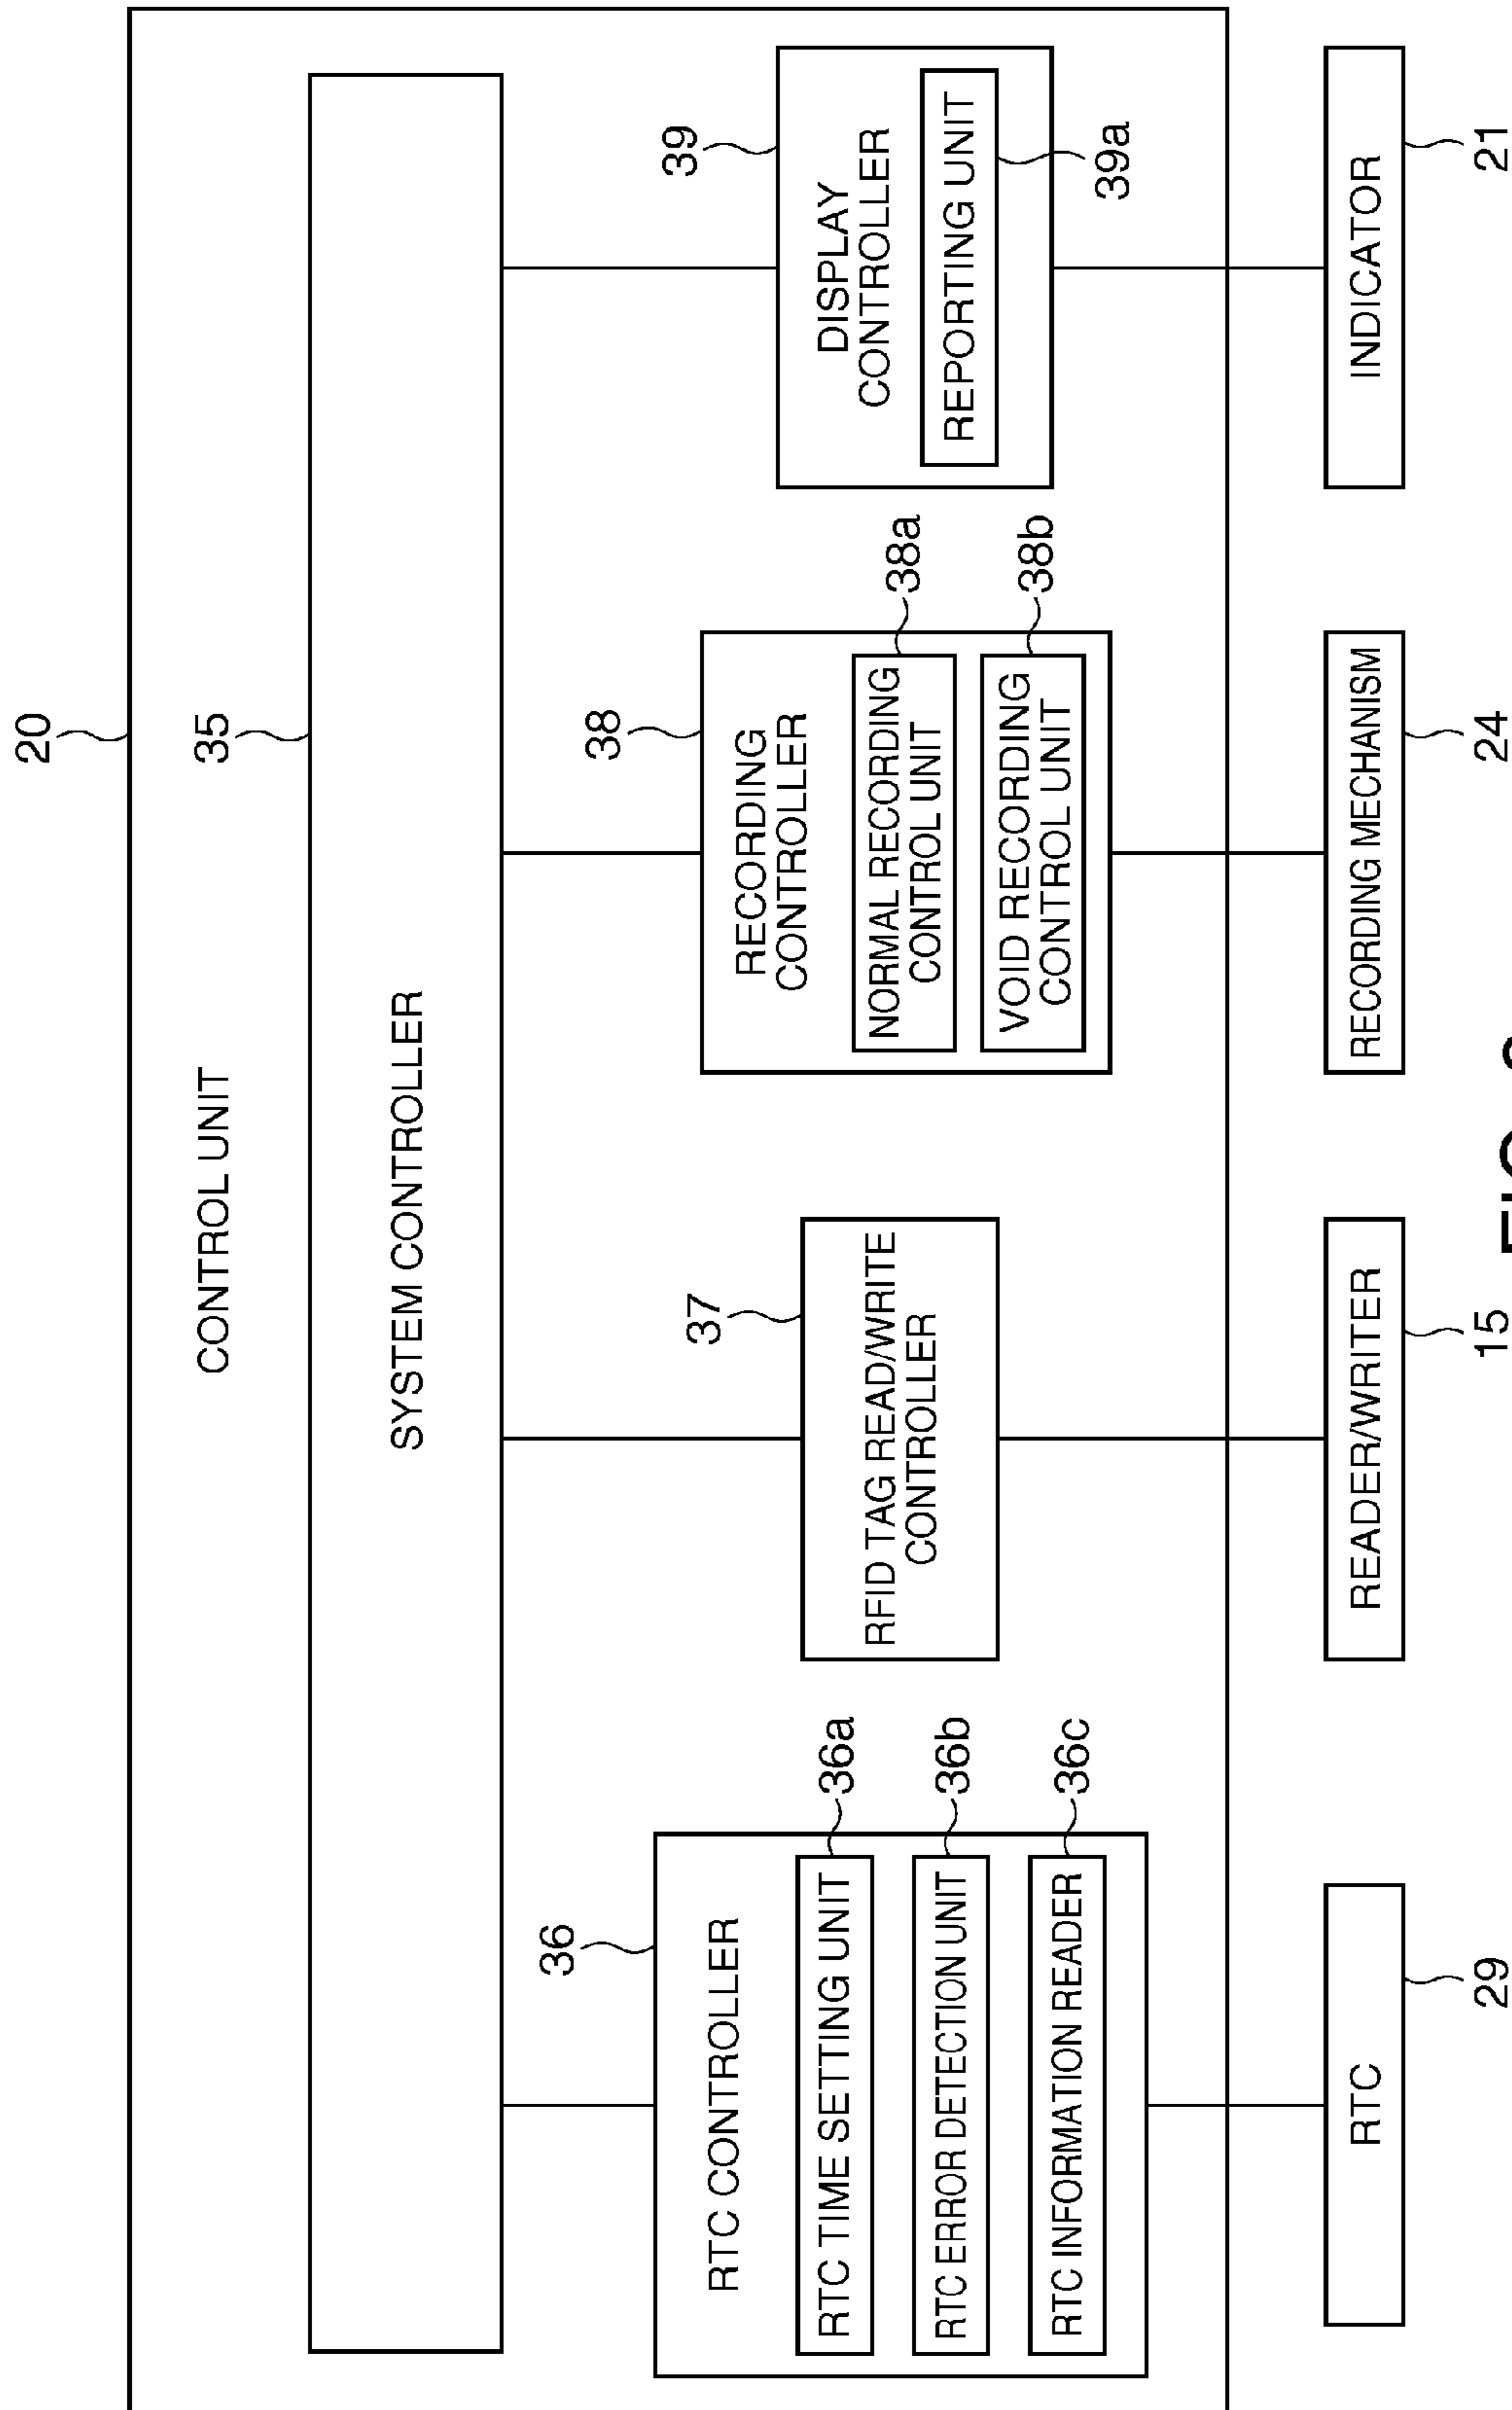 20
CONTROL UNIT
35
SYSTEM CONTROLLER
36
RTC CONTROLLER
RTC TIME SETTING UNIT
36a
RTC ERROR DETECTION UNIT
36b
RTC INFORMATION READER
36c
37
RFID TAG READ/WRITE
CONTROLLER
38
RECORDING
CONTROLLER
NORMAL RECORDING
CONTROL UNIT
38a
VOID RECORDING
CONTROL UNIT
38b
39
DISPLAY
CONTROLLER
REPORTING UNIT
39a
RTC
29
READER/WRITER
15
RECORDING MECHANISM
24
INDICATOR
21